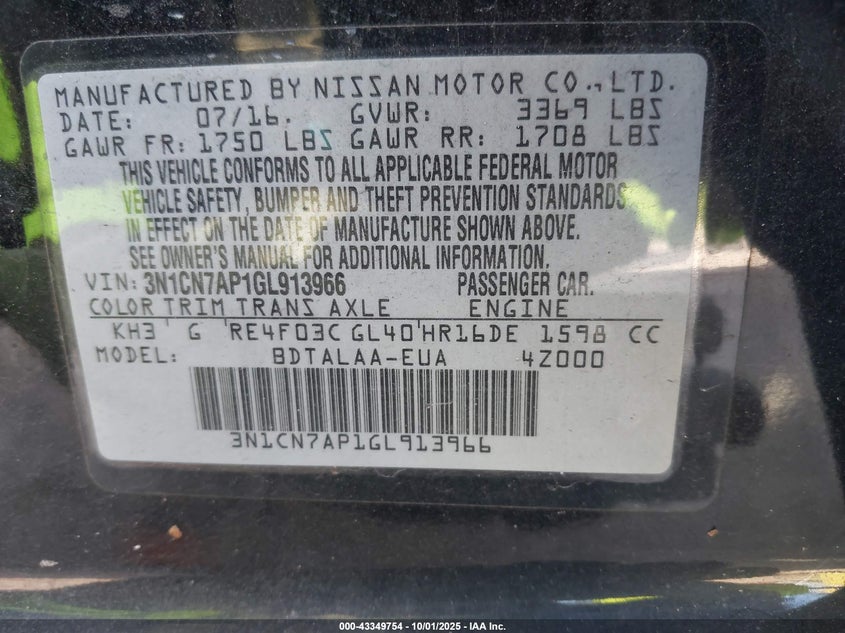 MANUFACTURED BY NISSAN MOTOR CO., LTD.
DATE: 07/16. GVWR: 3369 LBS
GAWR FR: 1750 LBS GAWR RR: 1708 LBS
THIS VEHICLE CONFORMS TO ALL APPLICABLE FEDERAL MOTOR
VEHICLE SAFETY, BUMPER AND THEFT PREVENTION STANDARDS
IN EFFECT ON THE DATE OF MANUFACTURE SHOWN ABOVE.
SEE OWNER'S MANUAL FOR ADDITIONAL INFORMATION.
VIN: 3N1CN7AP1GL913966 PASSENGER CAR.
COLOR TRIM TRANS AXLE ENGINE
KH3 G RE4F03C GL40 HR16DE 1598 CC
MODEL: BDTALAA-EUA 4Z000
3N1CN7AP1GL913966
000-43349754 - 10/01/2025 - IAA Inc.